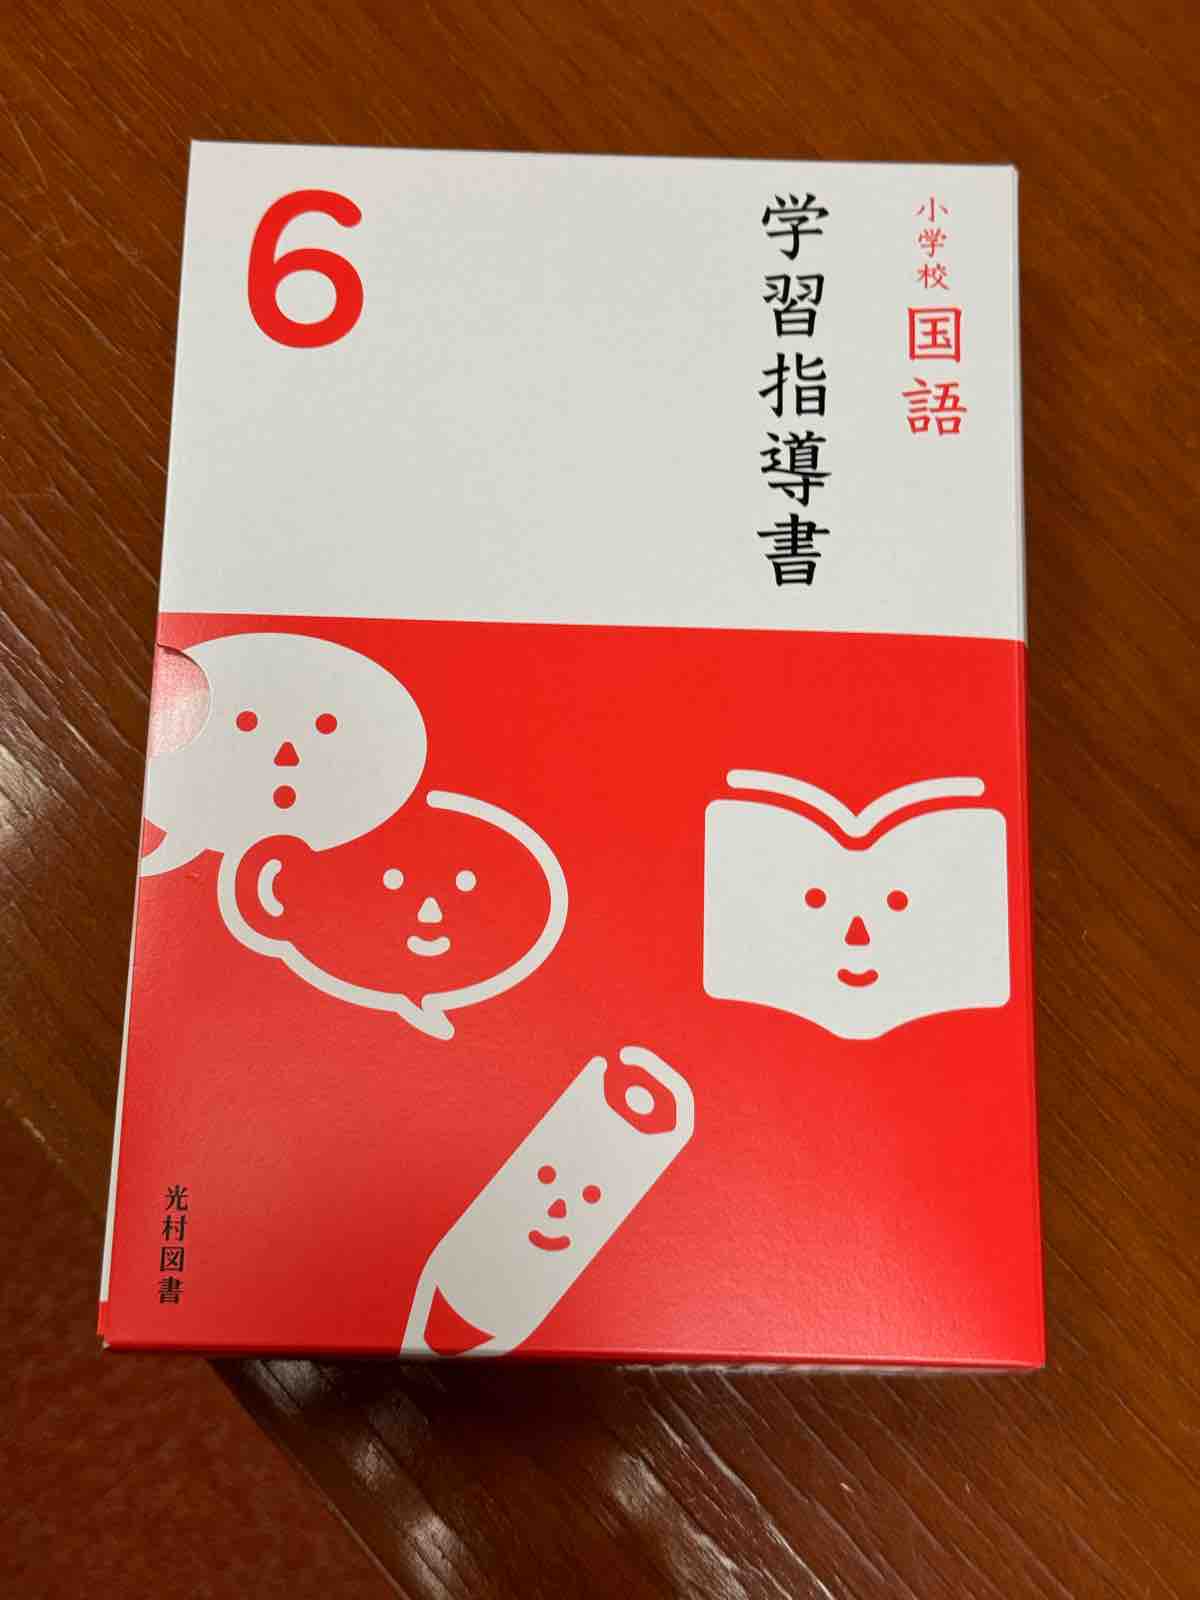 小学校 国語
学習指導書
6
光村図書